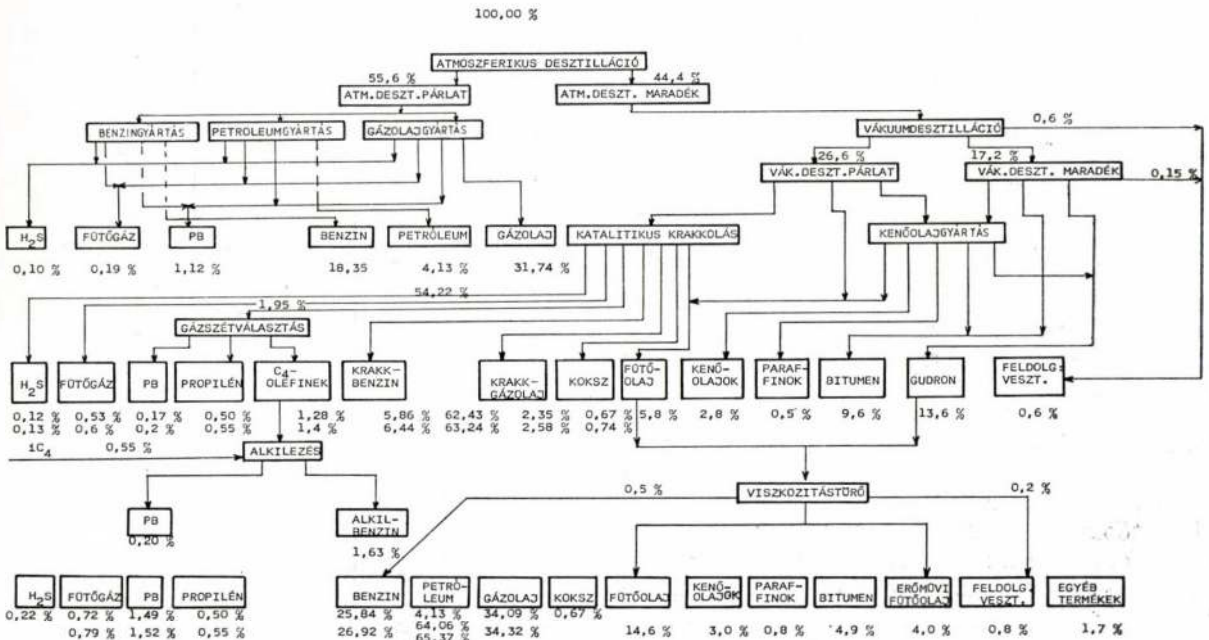 100,00 %
ATMOSZFERIKUS DESZTILLÁCIÓ
55,6 % 44,4 %
ATM.DESZT.PÁRLAT ATM.DESZT. MARADÉK
BENZINGYÁRTÁS PETROLEUMGYÁRTÁS GÁZOLAJGYÁRTÁS VÁKUUMDESZTILLÁCIÓ 0,6 %
26,6 % 17,2 %
VÁK.DESZT.PÁRLAT VÁK.DESZT. MARADÉK 0,15 %
H2S FÜTŐGÁZ PB BENZIN PETRÓLEUM GÁZOLAJ KATALITIKUS KRAKKOLÁS KENŐOLAJGYÁRTÁS
0,10 % 0,19 % 1,12 % 18,35 4,13 % 31,74 %
54,22 %
1,95 %
GÁZSZÉTVÁLASZTÁS
H2S FÜTŐGÁZ PB PROPILÉN C4-OLEFINEK KRAKK-BENZIN KRAKK-GÁZOLAJ KOKSZ FÜTŐ-OLAJ KENŐ-OLAJOK PARAF-FINOK BITUMEN GUDRON FELDOLG. VESZT.
0,12 % 0,53 % 0,17 % 0,50 % 1,28 % 5,86 % 62,43 % 2,35 % 0,67 % 5,8 % 2,8 % 0,5 % 9,6 % 13,6 % 0,6 %
0,13 % 0,6 % 0,2 % 0,55 % 1,4 % 6,44 % 63,24 % 2,58 % 0,74 %
iC4 0,55 %
ALKILEZÉS
0,5 % VISZKOZITÁSTÖRŐ 0,2 %
PB ALKIL-BENZIN
0,20 % 1,63 %
H2S FÜTŐGÁZ PB PROPILÉN BENZIN PETRÓ-LEUM GÁZOLAJ KOKSZ FÜTŐOLAJ KENŐ-OLAJOK PARAF-FINOK BITUMEN ERŐMŰVI FÜTŐOLAJ FELDOLG. VESZT. EGYÉB TERMÉKEK
0,22 % 0,72 % 1,49 % 0,50 % 25,84 % 4,13 % 34,09 % 0,67 %
64,06 %
0,79 % 1,52 % 0,55 % 26,92 % 65,37 % 34,32 % 14,6 % 3,0 % 0,8 % 4,9 % 4,0 % 0,8 % 1,7 %